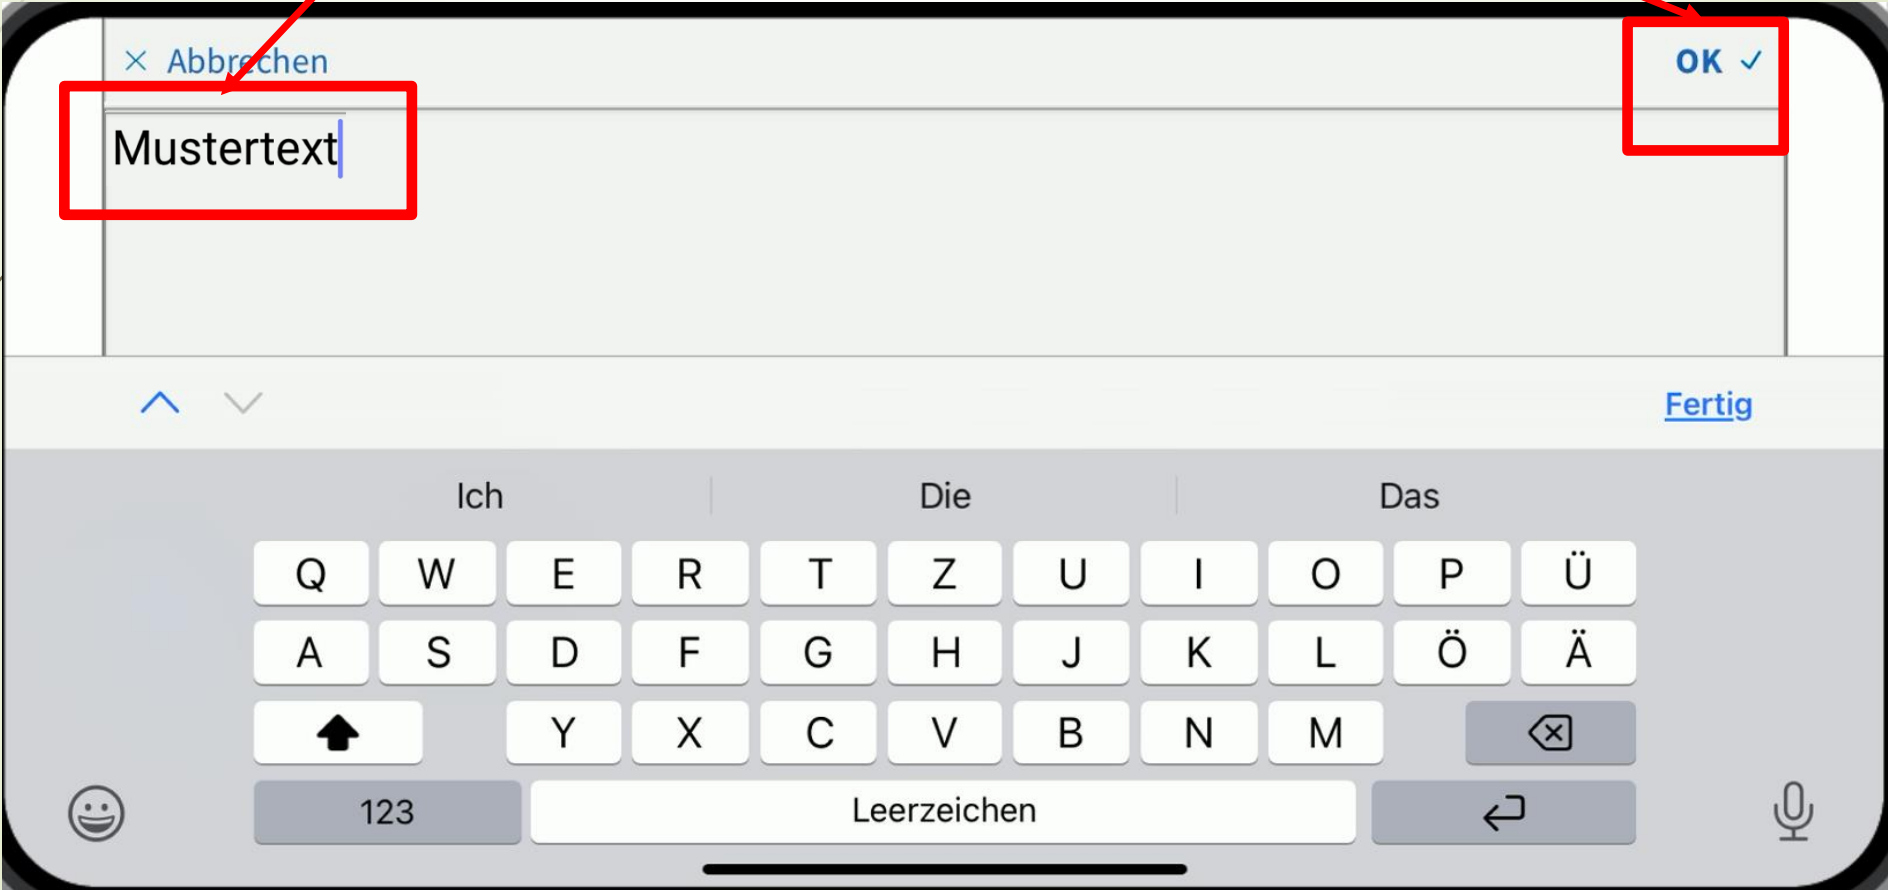 Abbrechen OK
Mustertext
Fertig
Ich Die Das
Q W E R T Z U I O P Ü
A S D F G H J K L Ö Ä
Y X C V B N M
123 Leerzeichen